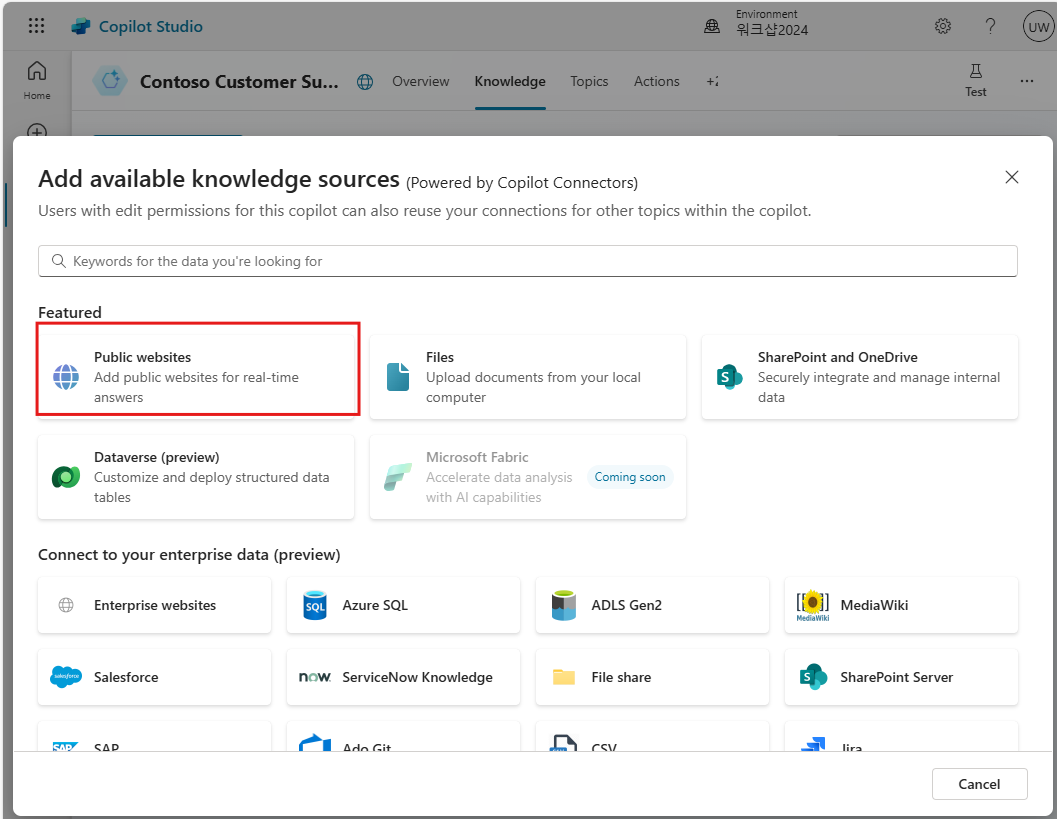 Copilot Studio
Environment
워크샵2024
UW
Home
Contoso Customer Su...
Overview
Knowledge
Topics
Actions
Test
Add available knowledge sources (Powered by Copilot Connectors)
Users with edit permissions for this copilot can also reuse your connections for other topics within the copilot.
Keywords for the data you're looking for
Featured
Public websites
Add public websites for real-time
answers
Files
Upload documents from your local
computer
SharePoint and OneDrive
Securely integrate and manage internal
data
Dataverse (preview)
Customize and deploy structured data
tables
Microsoft Fabric
Accelerate data analysis
with AI capabilities
Coming soon
Connect to your enterprise data (preview)
Enterprise websites
SQL
Azure SQL
ADLS Gen2
MediaWiki
MediaWiki
salesforce
Salesforce
now.
ServiceNow Knowledge
File share
S
SharePoint Server
SAP
SAP
Ado Git
CSV
Jira
Cancel